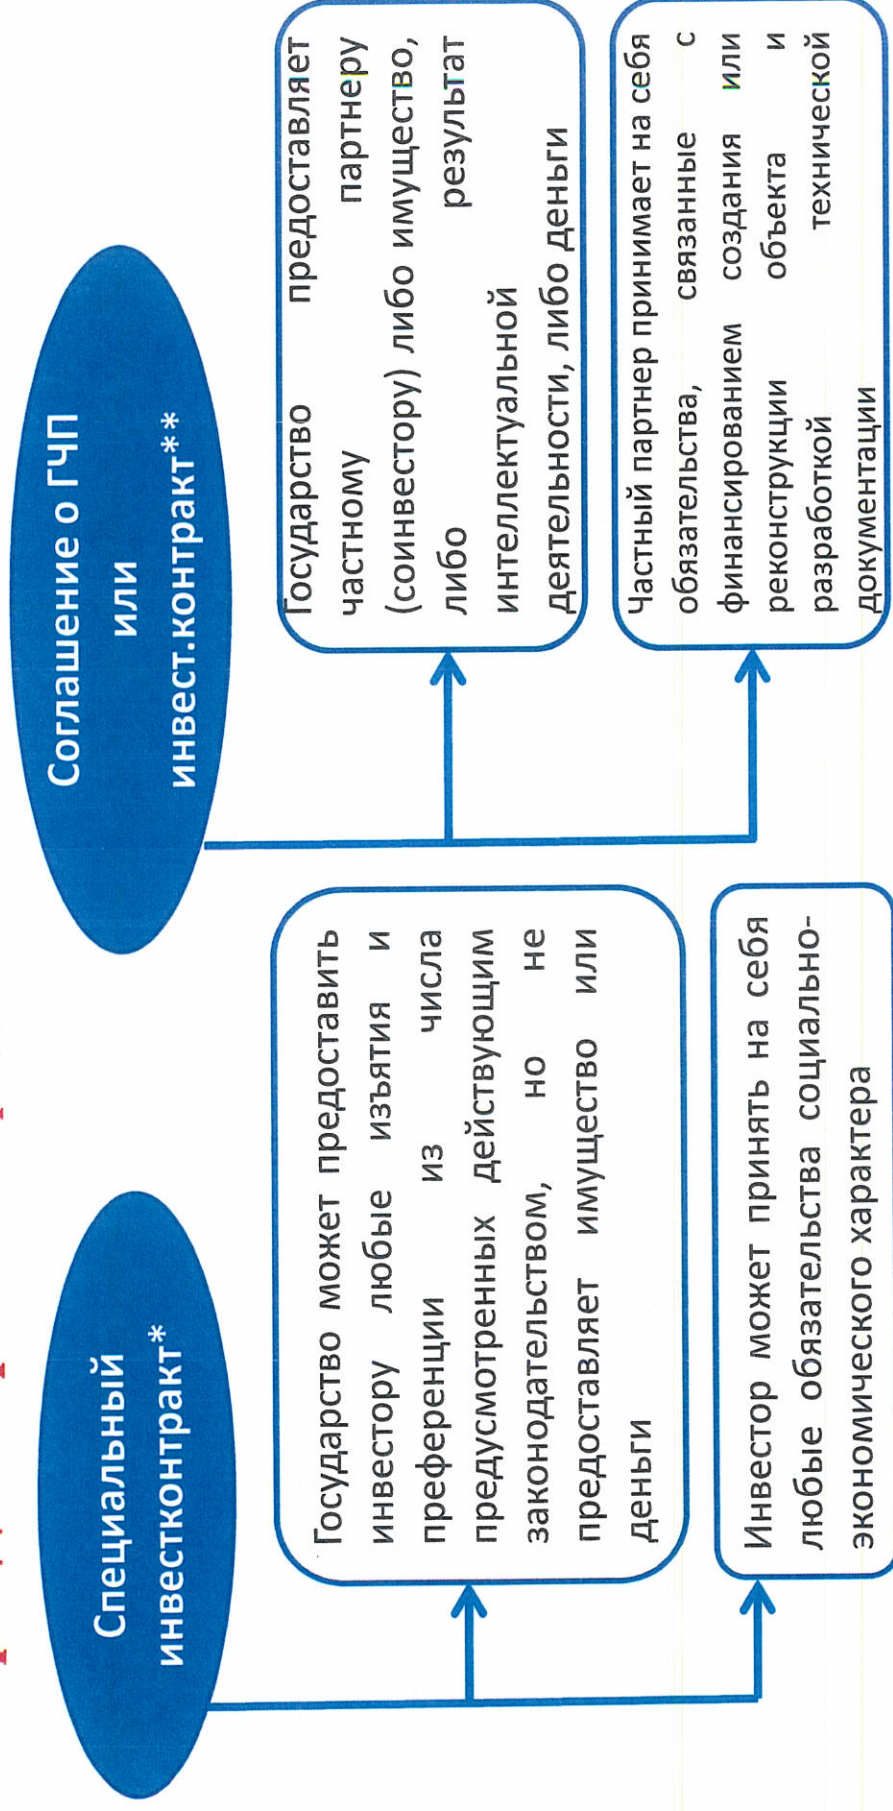 Специальный
инвестконтракт*
Государство может предоставить
инвестору любые изъятия и
преференции из числа
предусмотренных действующим
законодательством, но не
предоставляет имущество или
деньги
Инвестор может принять на себя
любые обязательства социально-
экономического характера
Соглашение о ГЧП
или
инвест.контракт**
Государство предоставляет
частному партнеру
(соинвестору) либо имущество,
либо результат
интеллектуальной
деятельности, либо деньги
Частный партнер принимает на себя
обязательства, связанные с
финансированием создания или
реконструкции объекта и
разработкой технической
документации